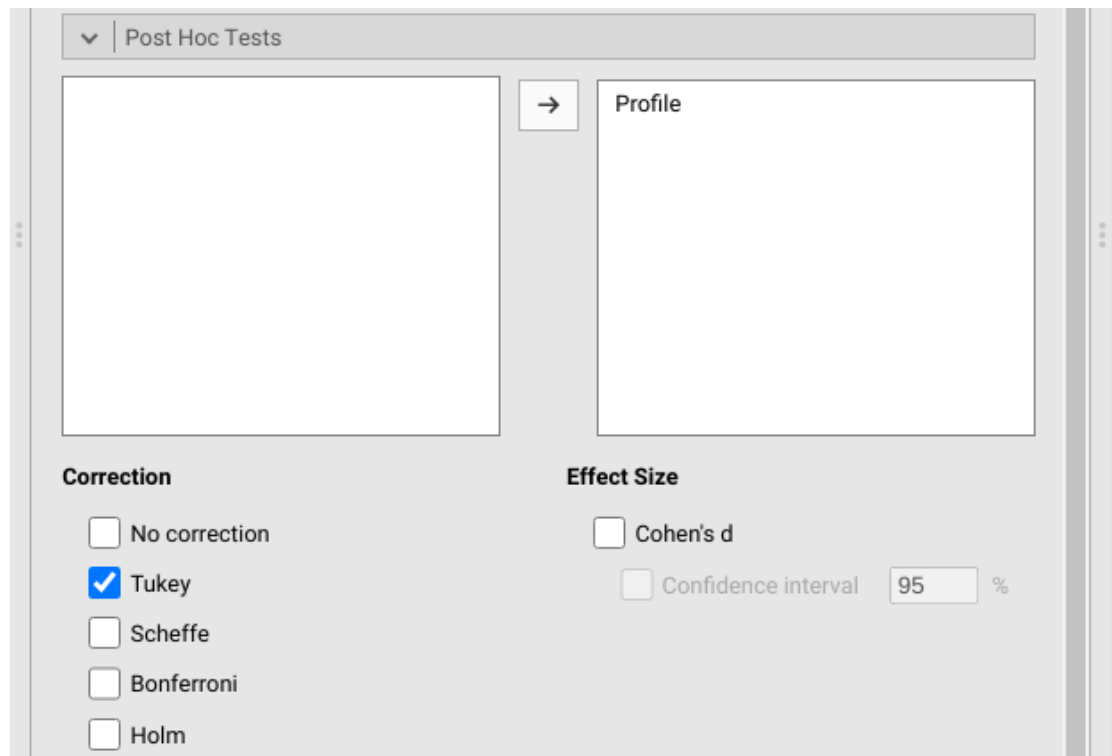 Post Hoc Tests
Profile
Correction
Effect Size
No correction
Cohen's d
Tukey
Confidence interval 95 %
Scheffe
Bonferroni
Holm